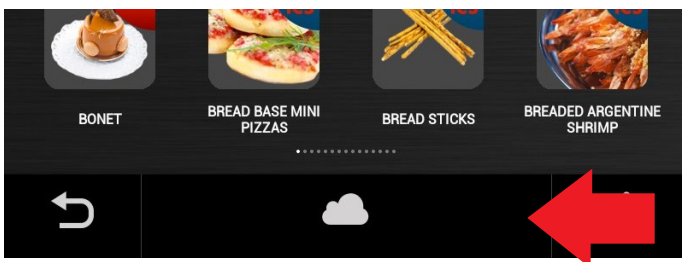 BONET
BREAD BASE MINI
PIZZAS
BREAD STICKS
BREADED ARGENTINE
SHRIMP